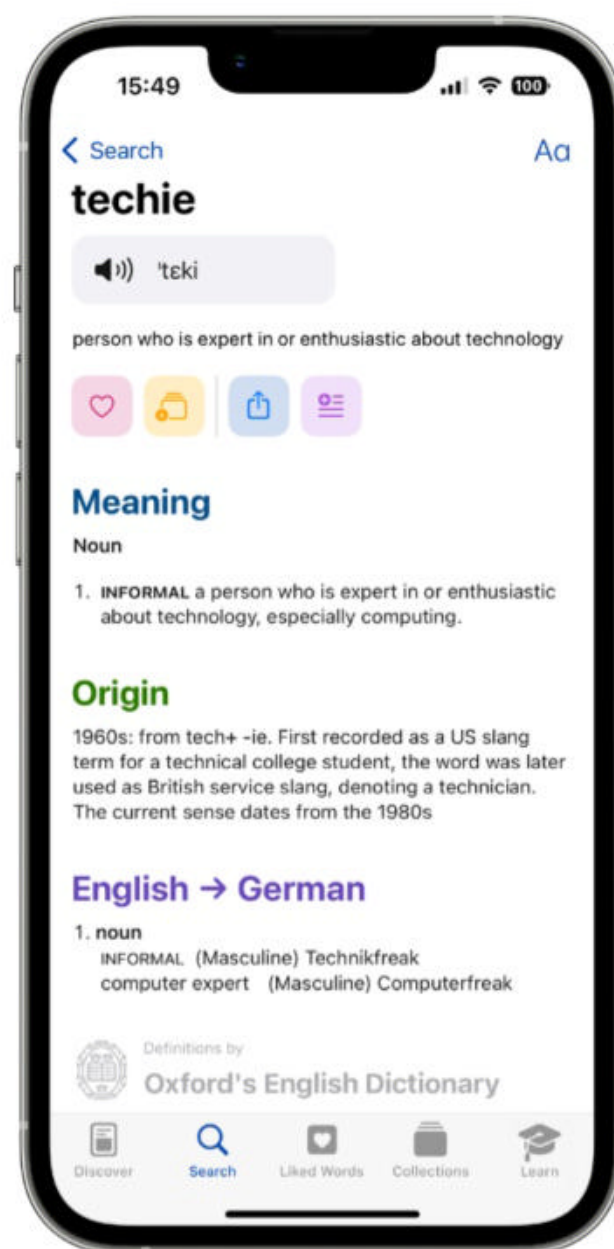 15:49
100
Search
Aa
techie
'tɛki
person who is expert in or enthusiastic about technology
Meaning
Noun
1. INFORMAL a person who is expert in or enthusiastic
about technology, especially computing.
Origin
1960s: from tech+ -ie. First recorded as a US slang
term for a technical college student, the word was later
used as British service slang, denoting a technician.
The current sense dates from the 1980s
English → German
1. noun
INFORMAL (Masculine) Technikfreak
computer expert (Masculine) Computerfreak
Definitions by
Oxford's English Dictionary
Discover Search Liked Words Collections Learn